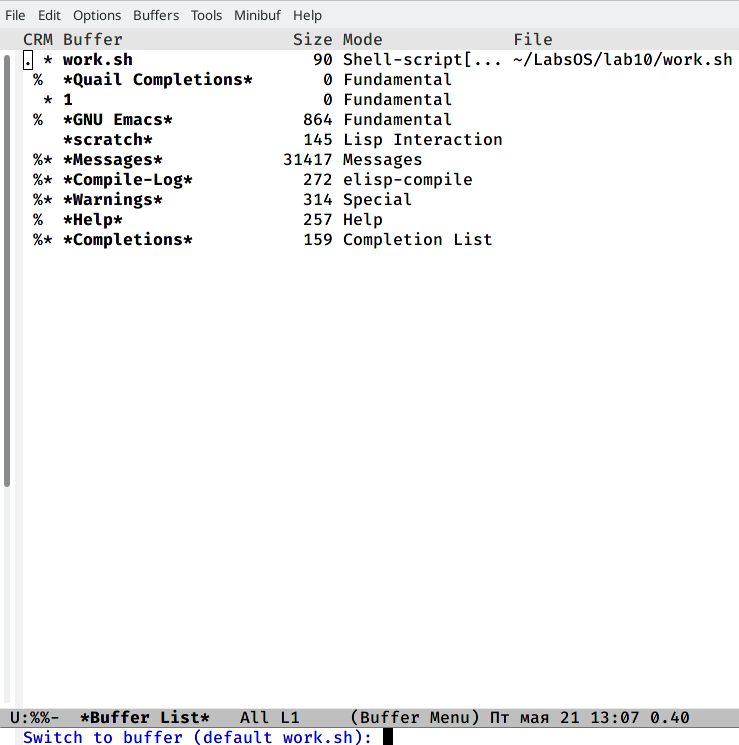 File Edit Options Buffers Tools Minibuf Help
CRM Buffer Size Mode File
. * work.sh 90 Shell-script[... ~/LabsOS/lab10/work.sh
% *Quail Completions* 0 Fundamental
* 1 0 Fundamental
% *GNU Emacs* 864 Fundamental
*scratch* 145 Lisp Interaction
%* *Messages* 31417 Messages
%* *Compile-Log* 272 elisp-compile
%* *Warnings* 314 Special
% *Help* 257 Help
%* *Completions* 159 Completion List
U:%%- *Buffer List* All L1 (Buffer Menu) Пт мая 21 13:07 0.40
Switch to buffer (default work.sh):